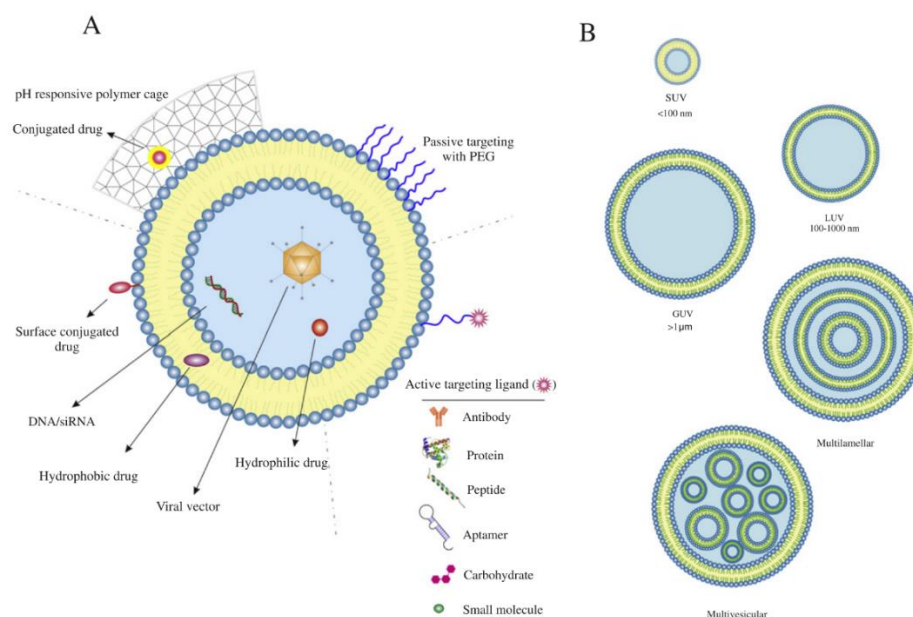 A
pH responsive polymer cage
Conjugated drug
Passive targeting
with PEG
Surface conjugated
drug
DNA/siRNA
Hydrophobic drug
Viral vector
Hydrophilic drug
Active targeting ligand ( )
Antibody
Protein
Peptide
Aptamer
Carbohydrate
Small molecule
B
SUV
<100 nm
LUV
100-1000 nm
GUV
>1µm
Multilamellar
Multivesicular